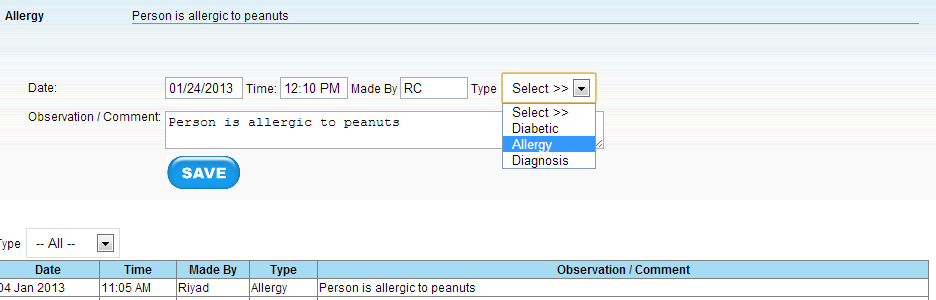 Allergy Person is allergic to peanuts
Date: 01/24/2013 Time: 12:10 PM Made By RC Type Select >>
Select >>
Diabetic
Allergy
Diagnosis
Observation / Comment: Person is allergic to peanuts
SAVE
Type -- All --
Date Time Made By Type Observation / Comment
04 Jan 2013 11:05 AM Riyad Allergy Person is allergic to peanuts